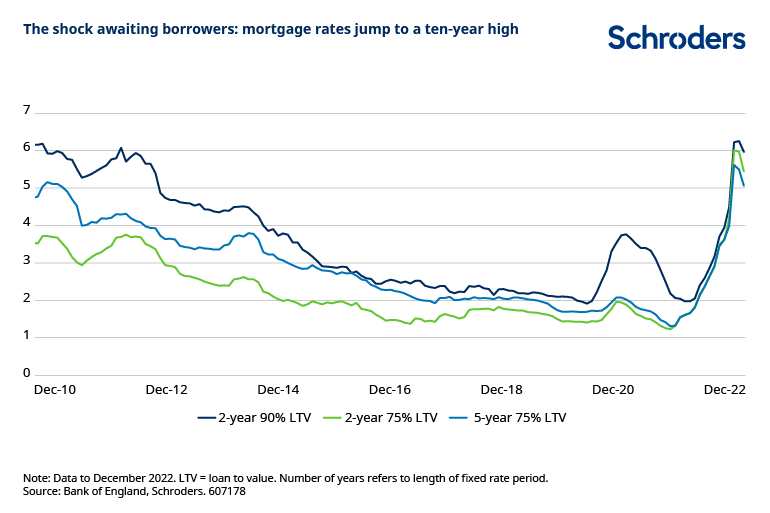 The shock awaiting borrowers: mortgage rates jump to a ten-year high
Schroders
7
6
5
4
3
2
1
0
Dec-10 Dec-12 Dec-14 Dec-16 Dec-18 Dec-20 Dec-22
2-year 90% LTV 2-year 75% LTV 5-year 75% LTV
Note: Data to December 2022. LTV = loan to value. Number of years refers to length of fixed rate period.
Source: Bank of England, Schroders. 607178